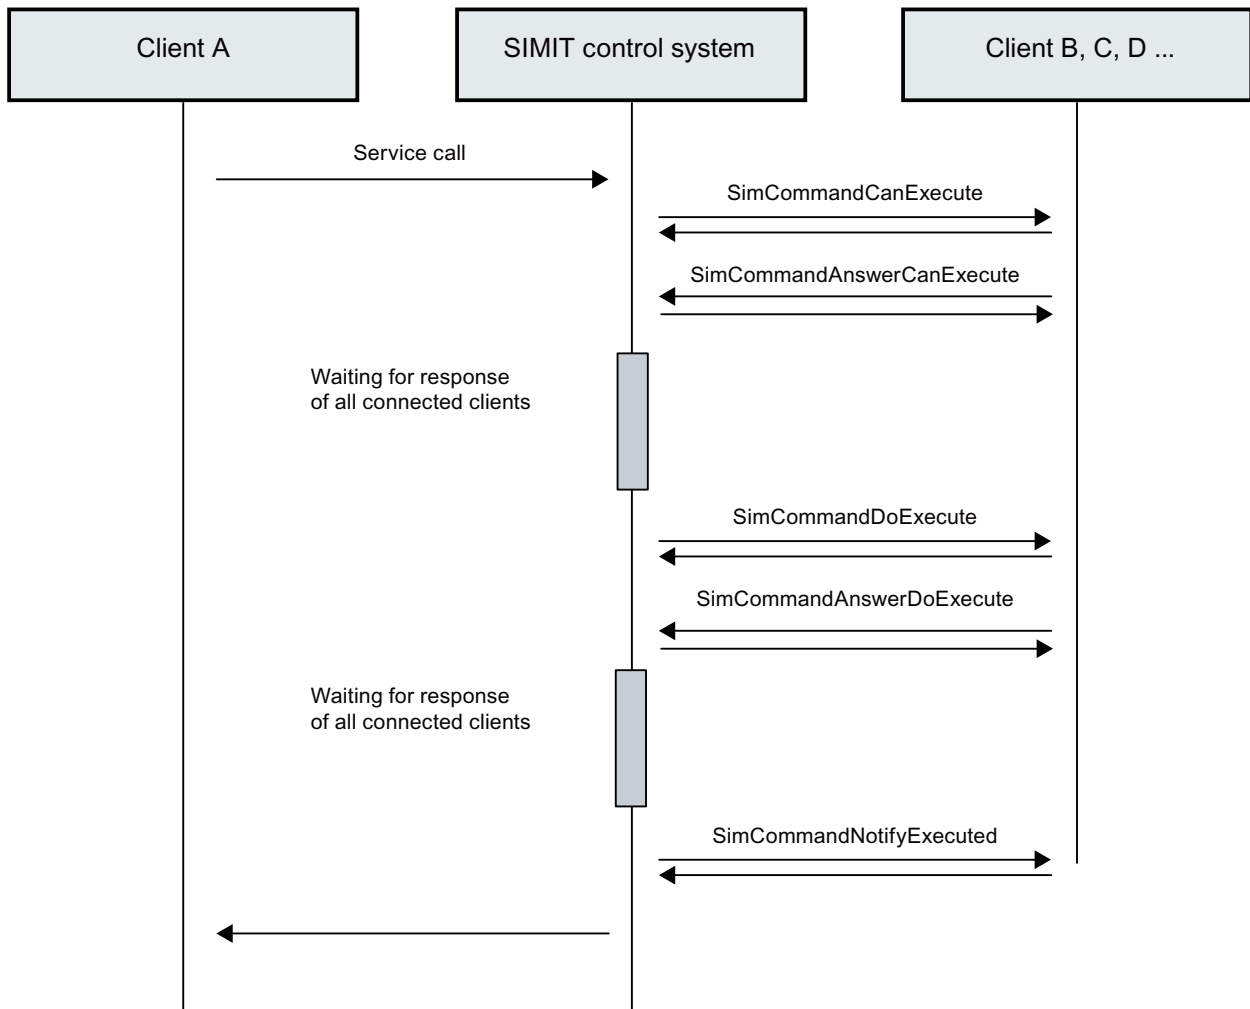 Client A
SIMIT control system
Client B, C, D ...
Service call
SimCommandCanExecute
SimCommandAnswerCanExecute
Waiting for response
of all connected clients
SimCommandDoExecute
SimCommandAnswerDoExecute
Waiting for response
of all connected clients
SimCommandNotifyExecuted